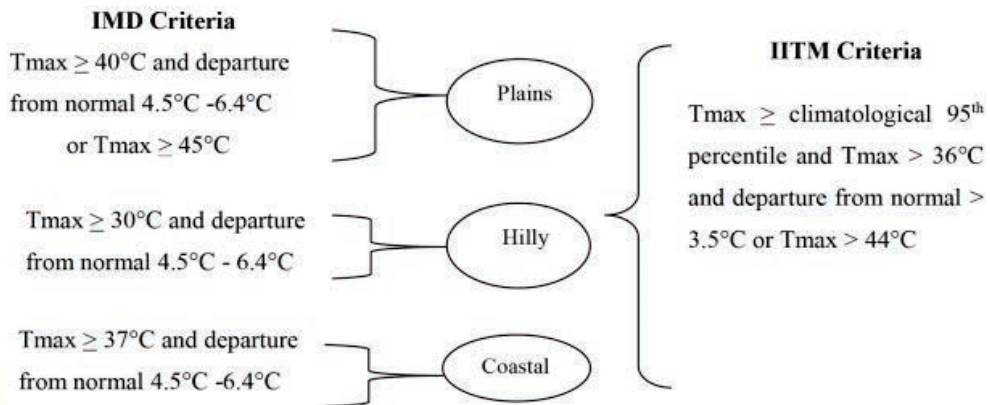 IMD Criteria
Tmax ≥ 40°C and departure
from normal 4.5°C -6.4°C
or Tmax ≥ 45°C
Plains
Tmax ≥ 30°C and departure
from normal 4.5°C - 6.4°C
Hilly
Tmax ≥ 37°C and departure
from normal 4.5°C -6.4°C
Coastal
IITM Criteria
Tmax ≥ climatological 95th
percentile and Tmax > 36°C
and departure from normal >
3.5°C or Tmax > 44°C